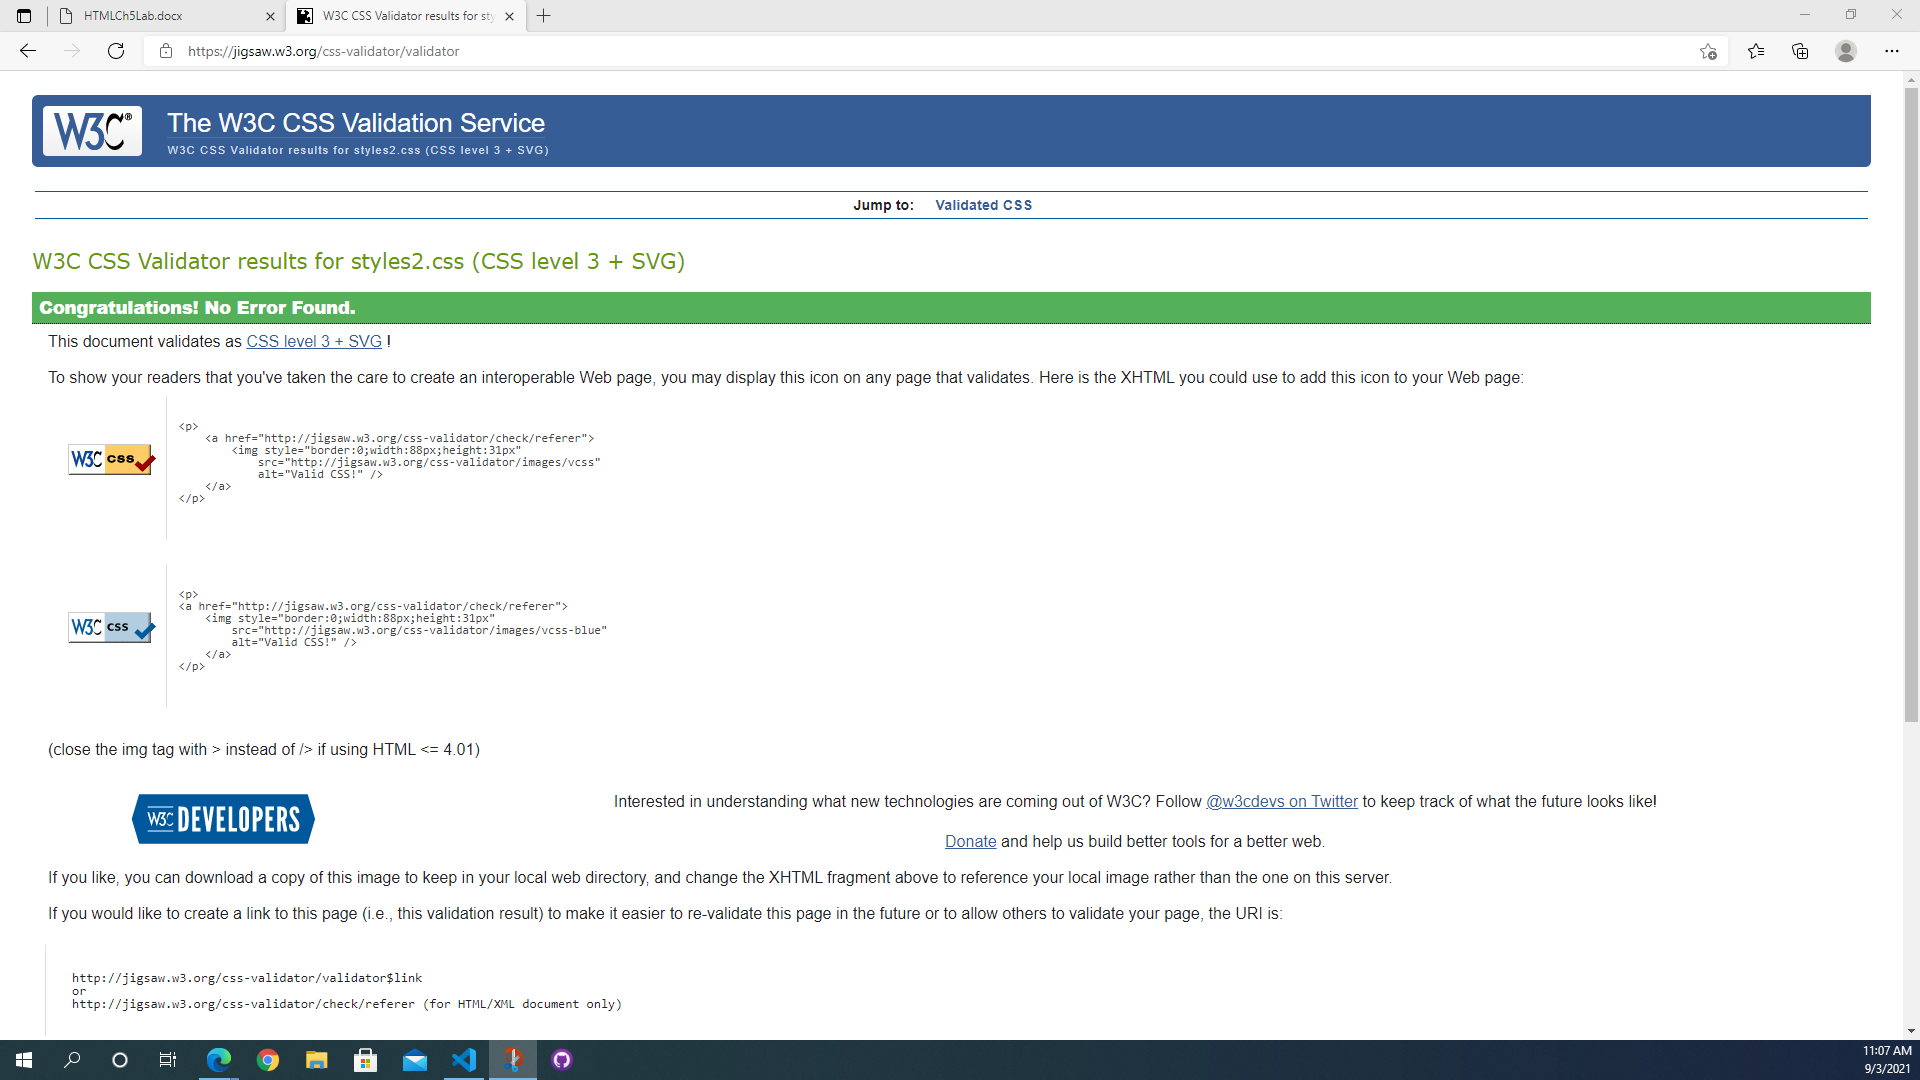 HTMLCh5Lab.docx
W3C CSS Validator results for sty
https://jigsaw.w3.org/css-validator/validator
W3C®
The W3C CSS Validation Service
W3C CSS Validator results for styles2.css (CSS level 3 + SVG)
Jump to: Validated CSS
W3C CSS Validator results for styles2.css (CSS level 3 + SVG)
Congratulations! No Error Found.
This document validates as CSS level 3 + SVG !
To show your readers that you've taken the care to create an interoperable Web page, you may display this icon on any page that validates. Here is the XHTML you could use to add this icon to your Web page:
W3C css
<p>
<a href="http://jigsaw.w3.org/css-validator/check/referer">
<img style="border:0;width:88px;height:31px"
src="http://jigsaw.w3.org/css-validator/images/vcss"
alt="Valid CSS!" />
</a>
</p>
W3C css
<p>
<a href="http://jigsaw.w3.org/css-validator/check/referer">
<img style="border:0;width:88px;height:31px"
src="http://jigsaw.w3.org/css-validator/images/vcss-blue"
alt="Valid CSS!" />
</a>
</p>
(close the img tag with > instead of /> if using HTML <= 4.01)
W3C DEVELOPERS
Interested in understanding what new technologies are coming out of W3C? Follow @w3cdevs on Twitter to keep track of what the future looks like!
Donate and help us build better tools for a better web.
If you like, you can download a copy of this image to keep in your local web directory, and change the XHTML fragment above to reference your local image rather than the one on this server.
If you would like to create a link to this page (i.e., this validation result) to make it easier to re-validate this page in the future or to allow others to validate your page, the URI is:
http://jigsaw.w3.org/css-validator/validator$link
or
http://jigsaw.w3.org/css-validator/check/referer (for HTML/XML document only)
11:07 AM
9/3/2021